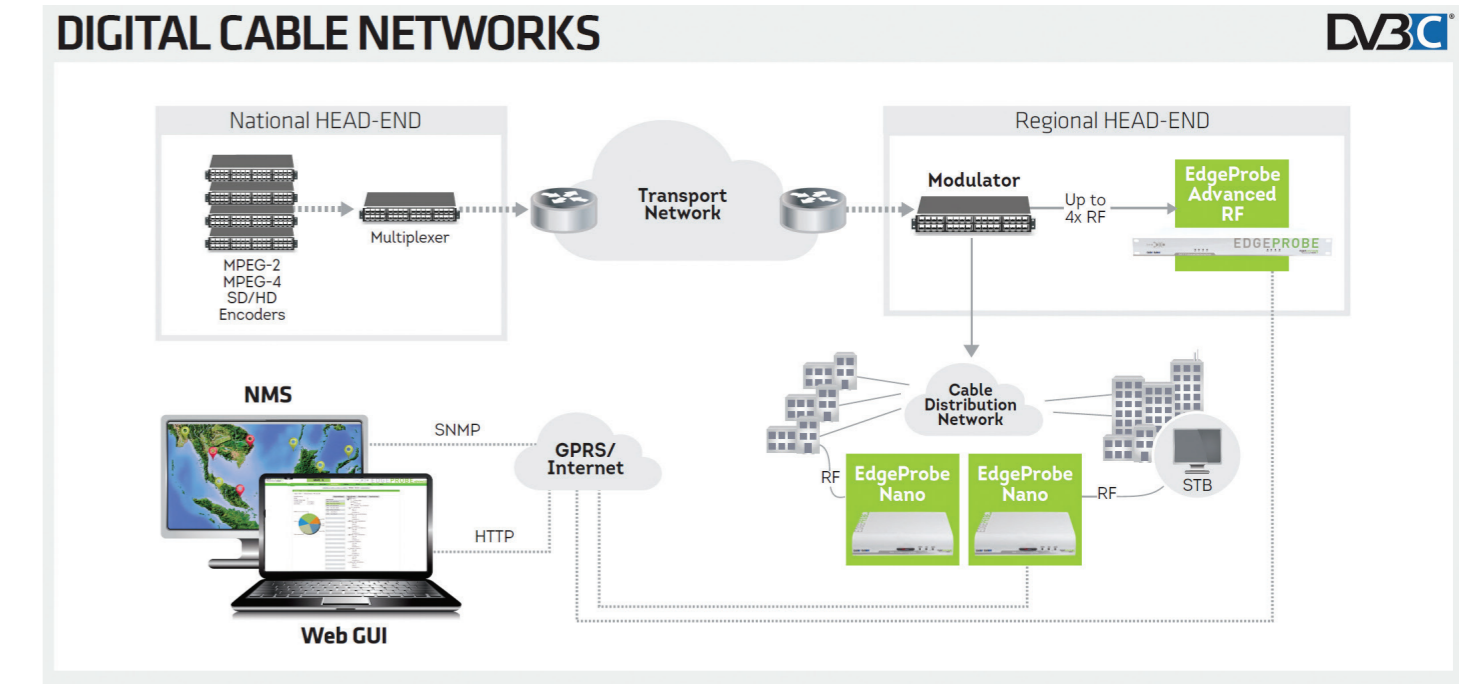 DIGITAL CABLE NETWORKS
DVB C®
National HEAD-END
MPEG-2
MPEG-4
SD/HD
Encoders
Multiplexer
Transport
Network
Regional HEAD-END
Modulator
Up to
4x RF
EdgeProbe
Advanced
RF
EDGEPROBE
Cable
Distribution
Network
NMS
SNMP
GPRS/
Internet
HTTP
Web GUI
RF
EdgeProbe
Nano
EdgeProbe
Nano
RF
STB